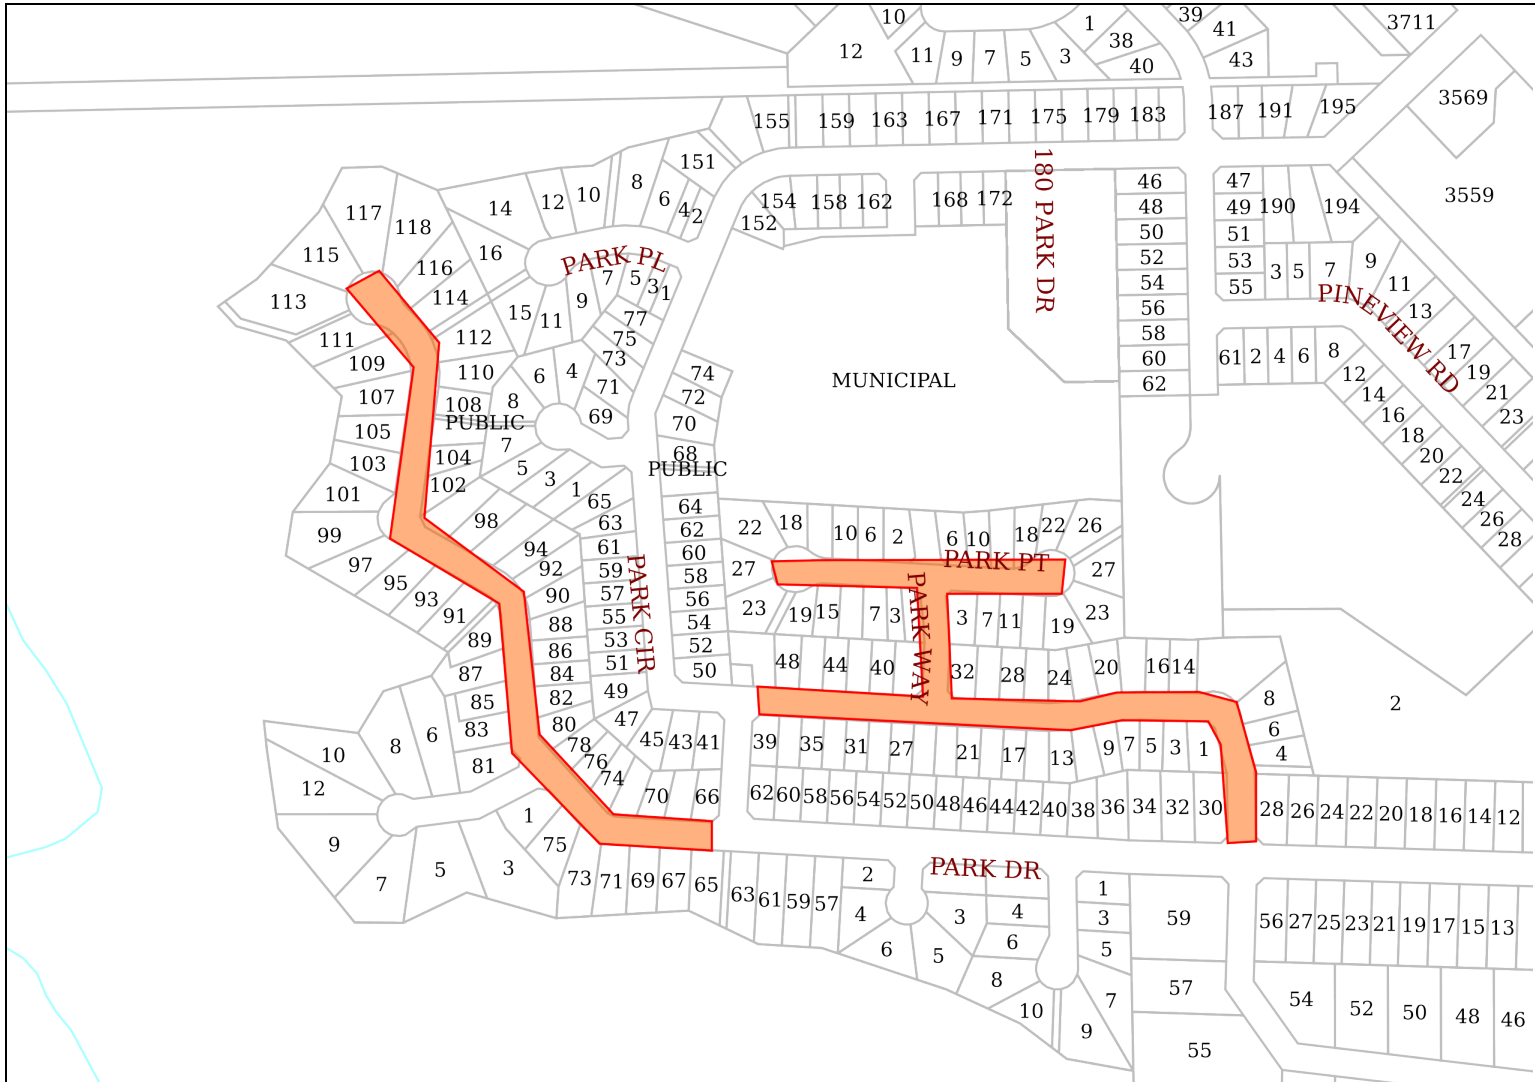 10 1 39 41 3711
12 11 9 7 5 3 38 40 43
155 159 163 167 171 175 179 183 187 191 195 3569
151 8 6 4 2 10 12 14 16
117 118 115 116 113 114
154 158 162 152 168 172 180 PARK DR
46 47 190 194 3559
48 49
50 51
52 53 3 5 7 9 11 13
54 55
56 PINEVIEW RD
58 17 19 21 23
60 61 2 4 6 8
62 12 14 16 18 20 22 24 26 28
PARK PL
7 5 3 1 9 11 15
77 75 73 71 69
111 109 107 105 103 101 99 97 95 93 91 89 87 85 83 81
112 110 108 PUBLIC 104 102 98 94 92 90 88 86 84 82 80 78 76 74 70 66
6 4 8 7 5 3 1
74 72 70 68 PUBLIC 64 62 60 58 56 54 52 50
MUNICIPAL
65 63 61 59 57 55 53 51 49 47 45 43 41
PARK CIR
22 18 10 6 2 6 10 18 22 26
27 PARK PT 27
23 19 15 7 3 3 7 11 19 23
PARK WAY
48 44 40 32 28 24 20 16 14 8 6 4 2
39 35 31 27 21 17 13 9 7 5 3 1
62 60 58 56 54 52 50 48 46 44 42 40 38 36 34 32 30 28 26 24 22 20 18 16 14 12
10 8 6 12 9 7 5 3 1 75
73 71 69 67 65 63 61 59 57
PARK DR
2 4 6 5 3 4 6 8 10 1 3 5 7 9
59 57 55
56 27 25 23 21 19 17 15 13
54 52 50 48 46